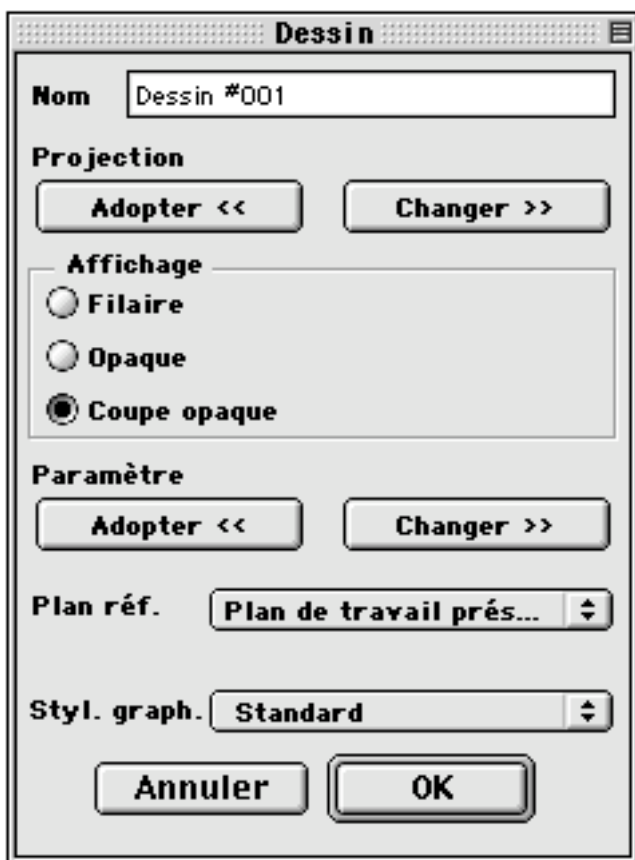 Dessin
Nom Dessin #001
Projection
Adopter << Changer >>
Affichage
Filaire
Opaque
Coupe opaque
Paramètre
Adopter << Changer >>
Plan réf. Plan de travail prés...
Styl. graph. Standard
Annuler OK